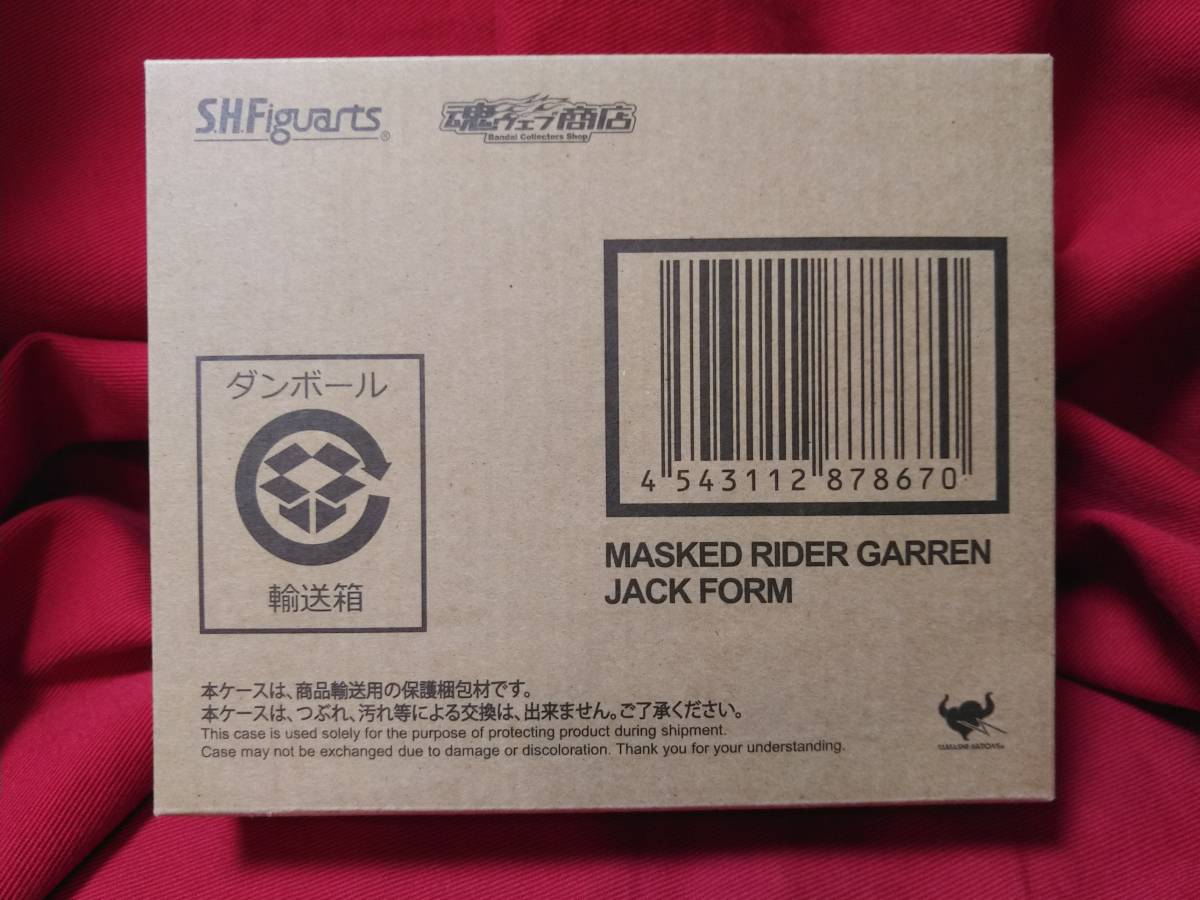 S.H.Figuarts®
魂ウェブ商店
Bandai Collectors Shop
ダンボール
輸送箱
4 543112 878670
MASKED RIDER GARREN
JACK FORM
本ケースは、商品輸送用の保護梱包材です。
本ケースは、つぶれ、汚れ等による交換は、出来ません。ご了承ください。
This case is used solely for the purpose of protecting product during shipment.
Case may not be exchanged due to damage or discoloration. Thank you for your understanding.
TAMASHII NATIONS